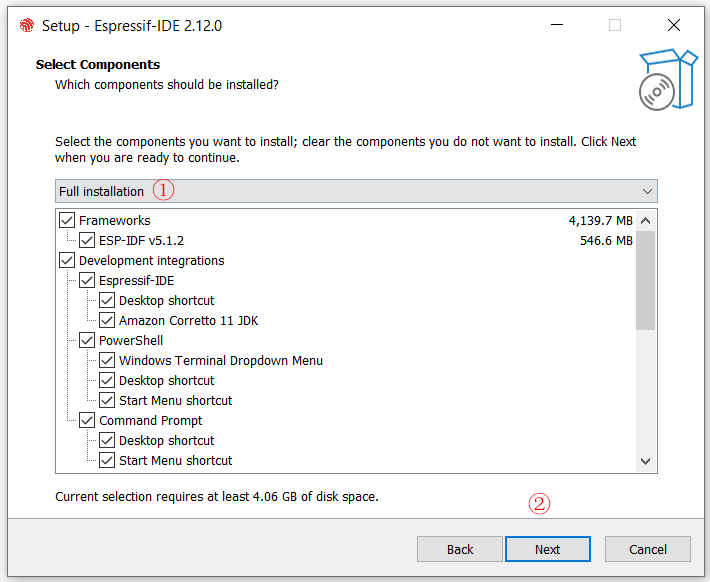 Setup - Espressif-IDE 2.12.0
Select Components
Which components should be installed?
Select the components you want to install; clear the components you do not want to install. Click Next
when you are ready to continue.
Full installation ①
Frameworks 4,139.7 MB
ESP-IDF v5.1.2 546.6 MB
Development integrations
Espressif-IDE
Desktop shortcut
Amazon Corretto 11 JDK
PowerShell
Windows Terminal Dropdown Menu
Desktop shortcut
Start Menu shortcut
Command Prompt
Desktop shortcut
Start Menu shortcut
Current selection requires at least 4.06 GB of disk space.
②
Back Next Cancel